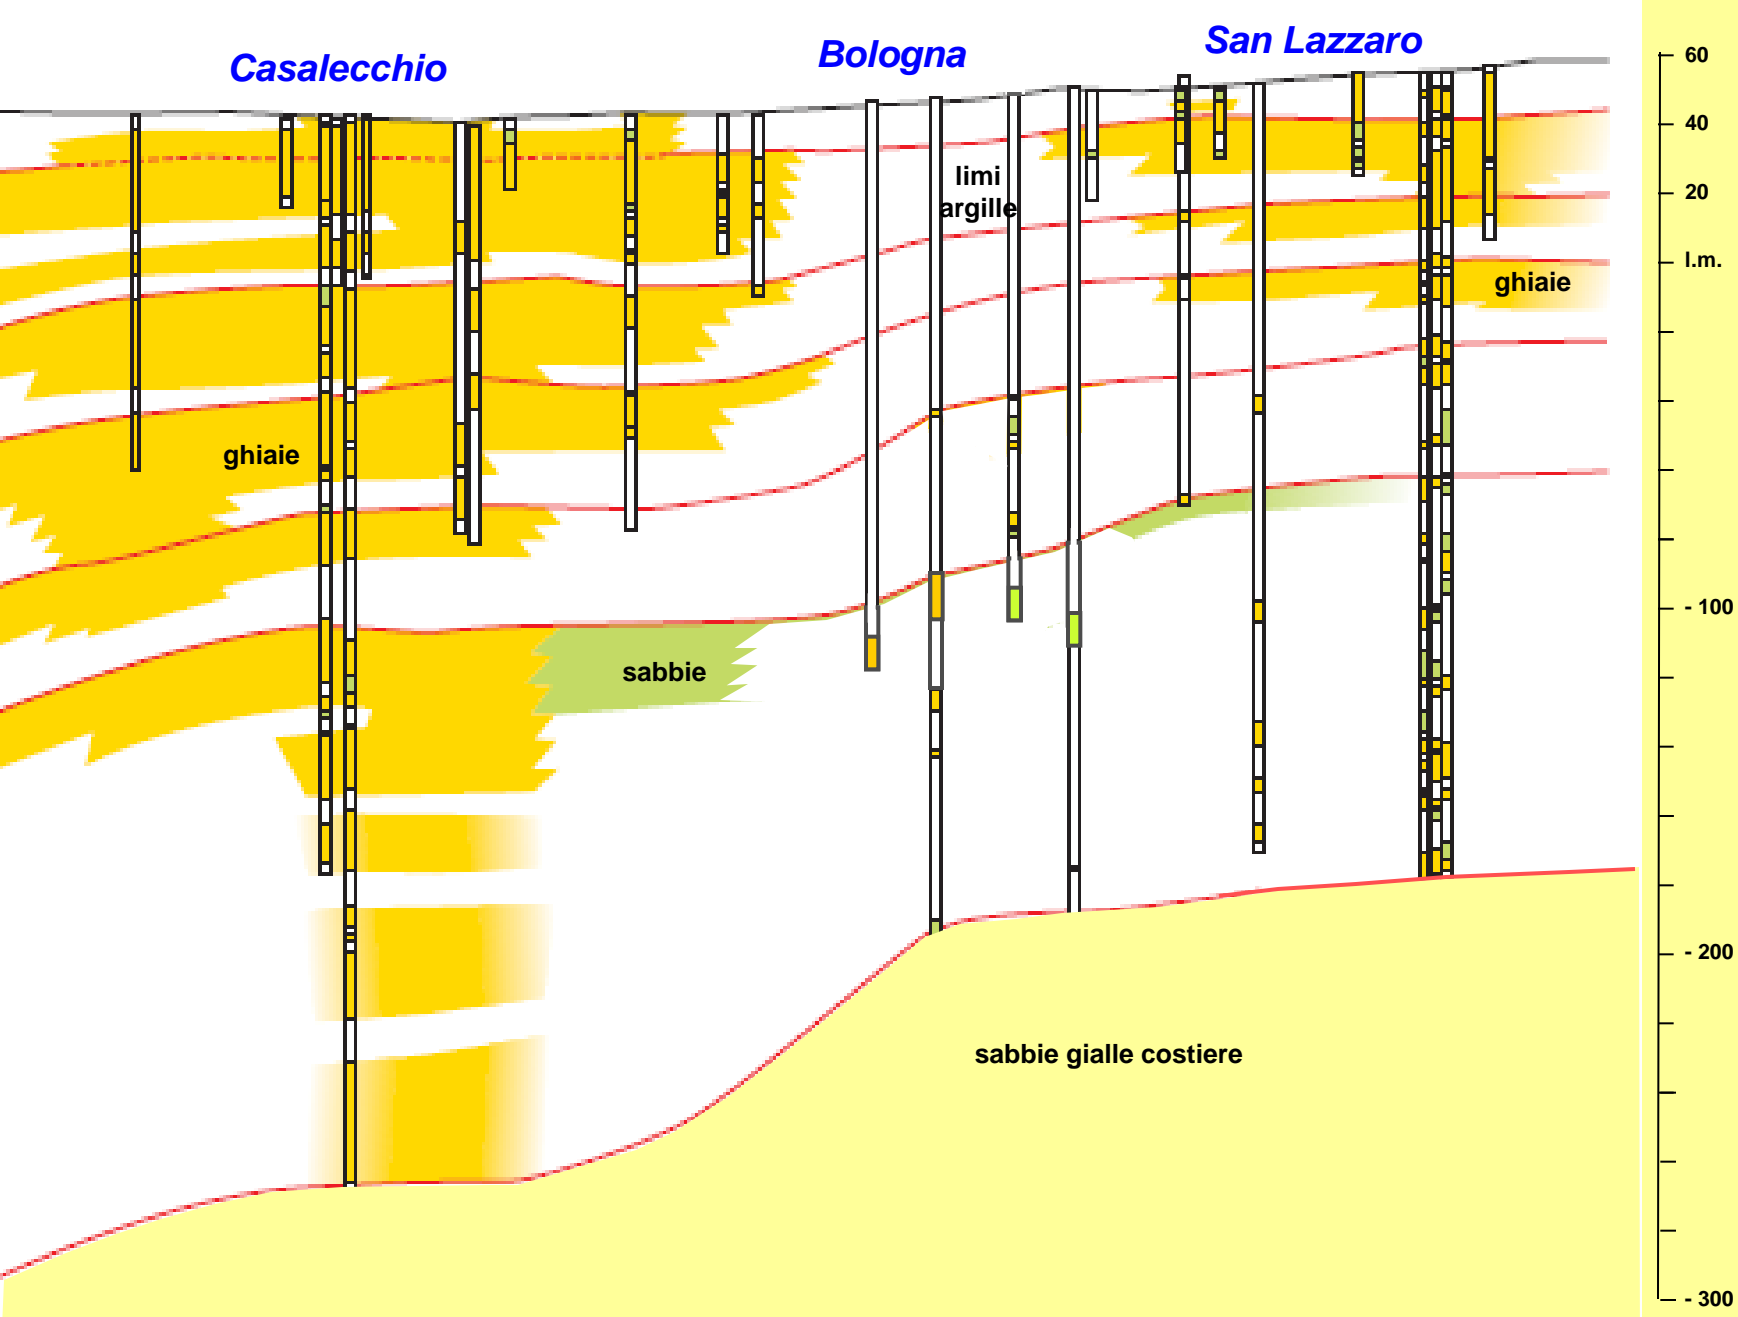 Casalecchio
Bologna
San Lazzaro
60
40
limi
argille
20
l.m.
ghiaie
ghiaie
- 100
sabbie
- 200
sabbie gialle costiere
- 300